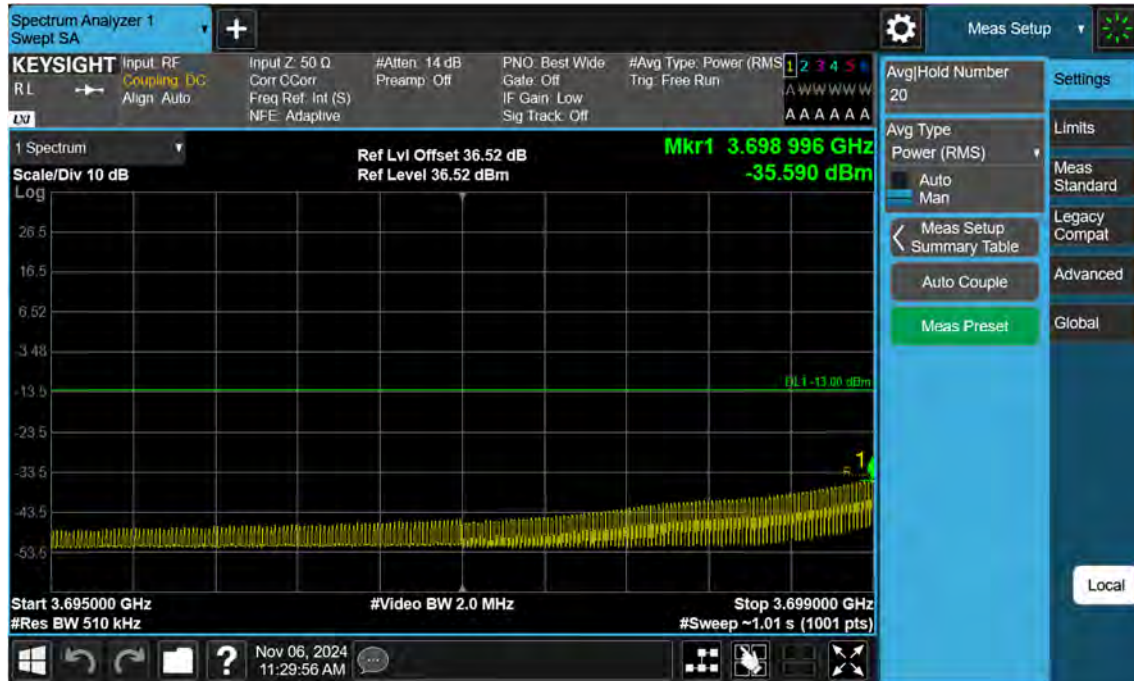 Spectrum Analyzer 1
Swept SA
Meas Setup
KEYSIGHT
RL
LXI
Input: RF
Coupling: DC
Align: Auto
Input Z: 50 Ω
Corr CCorr
Freq Ref: Int (S)
NFE: Adaptive
#Atten: 14 dB
Preamp: Off
PNO: Best Wide
Gate: Off
IF Gain: Low
Sig Track: Off
#Avg Type: Power (RMS
Trig: Free Run
1 2 3 4 5 6
A W W W W W
A A A A A A
1 Spectrum
Scale/Div 10 dB
Log
Ref Lvl Offset 36.52 dB
Ref Level 36.52 dBm
Mkr1 3.698 996 GHz
-35.590 dBm
26.5
16.5
6.52
-3.48
-13.5
-23.5
-33.5
-43.5
-53.5
DL1 -13.00 dBm
1
Start 3.695000 GHz
#Res BW 510 kHz
#Video BW 2.0 MHz
Stop 3.699000 GHz
#Sweep ~1.01 s (1001 pts)
Avg|Hold Number
20
Avg Type
Power (RMS)
Auto
Man
Meas Setup
Summary Table
Auto Couple
Meas Preset
Settings
Limits
Meas
Standard
Legacy
Compat
Advanced
Global
Local
?
Nov 06, 2024
11:29:56 AM